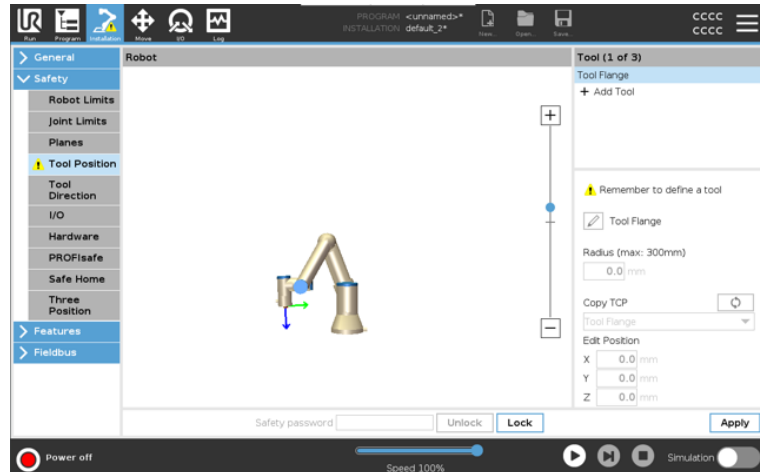 UR
Run
Program
Installation
Move
I/O
Log
PROGRAM <unnamed>*
INSTALLATION default_2*
New...
Open...
Save...
cccc
cccc
General
Safety
Robot Limits
Joint Limits
Planes
Tool Position
Tool
Direction
I/O
Hardware
PROFIsafe
Safe Home
Three
Position
Features
Fieldbus
Robot
Safety password
Unlock
Lock
Tool (1 of 3)
Tool Flange
+ Add Tool
Remember to define a tool
Tool Flange
Radius (max: 300mm)
0.0 mm
Copy TCP
Tool Flange
Edit Position
X 0.0 mm
Y 0.0 mm
Z 0.0 mm
Apply
Power off
Speed 100%
Simulation